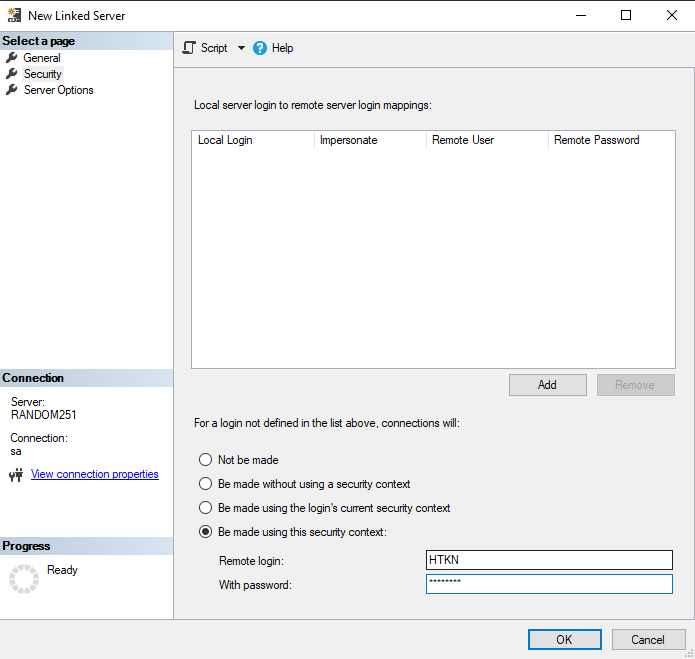 New Linked Server
Select a page
General
Security
Server Options
Script
Help
Local server login to remote server login mappings:
Local Login Impersonate Remote User Remote Password
Add Remove
For a login not defined in the list above, connections will:
Not be made
Be made without using a security context
Be made using the login's current security context
Be made using this security context:
Remote login: HTKN
With password: ********
Connection
Server:
RANDOM251
Connection:
sa
View connection properties
Progress
Ready
OK Cancel